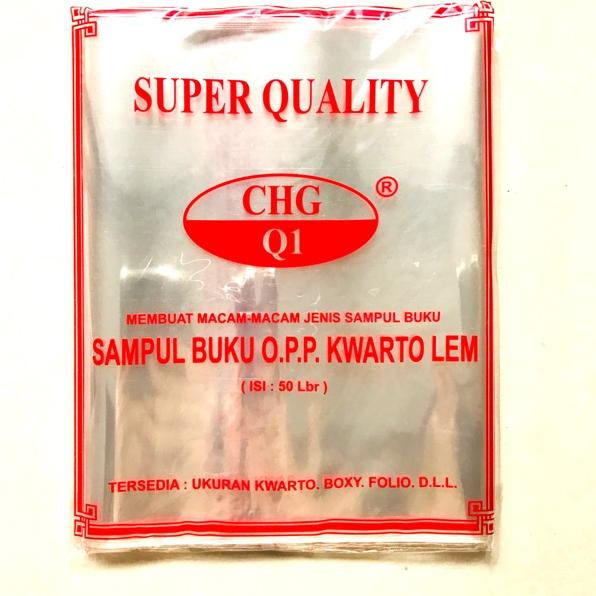 SUPER QUALITY
CHG ®
Q1
MEMBUAT MACAM-MACAM JENIS SAMPUL BUKU
SAMPUL BUKU O.P.P. KWARTO LEM
( ISI : 50 Lbr )
TERSEDIA : UKURAN KWARTO. BOXY. FOLIO. D.L.L.